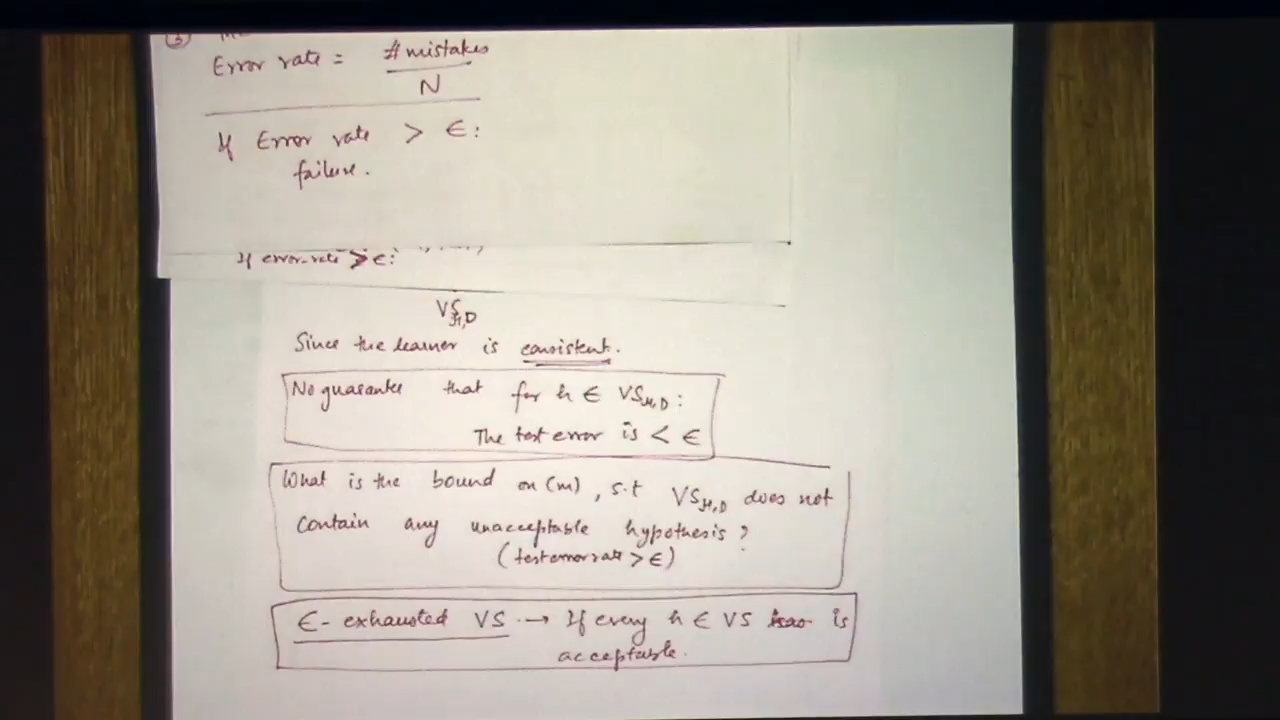 ③
Error rate = # mistakes
N
If Error rate > ∈:
failure.
If error-rate > ∈:
VS_H,D
Since the learner is consistent.
No guarantee that for h ∈ VS_H,D:
The test error is < ∈
What is the bound on (m), s.t VS_H,D does not
contain any unacceptable hypothesis?
(test error rate > ∈)
∈- exhausted VS → If every h ∈ VS is
acceptable.